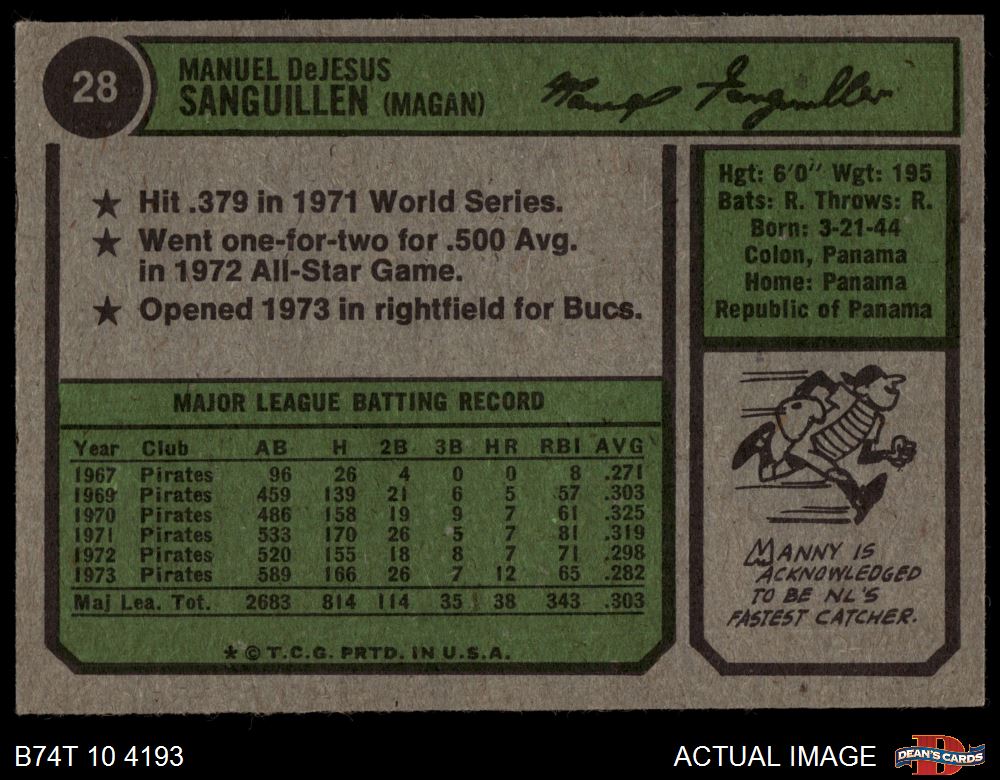 28
MANUEL DeJESUS
SANGUILLEN (MAGAN)
Manuel Sanguillen
★ Hit .379 in 1971 World Series.
★ Went one-for-two for .500 Avg.
in 1972 All-Star Game.
★ Opened 1973 in rightfield for Bucs.
Hgt: 6'0" Wgt: 195
Bats: R. Throws: R.
Born: 3-21-44
Colon, Panama
Home: Panama
Republic of Panama
MAJOR LEAGUE BATTING RECORD
Year Club AB H 2B 3B HR RBI AVG
1967 Pirates 96 26 4 0 0 8 .271
1969 Pirates 459 139 21 6 5 57 .303
1970 Pirates 486 158 19 9 7 61 .325
1971 Pirates 533 170 26 5 7 81 .319
1972 Pirates 520 155 18 8 7 71 .298
1973 Pirates 589 166 26 7 12 65 .282
Maj Lea. Tot. 2683 814 114 35 38 343 .303
★ © T.C.G. PRTD. IN U.S.A.
MANNY IS
ACKNOWLEDGED
TO BE NL'S
FASTEST CATCHER.
B74T 10 4193
ACTUAL IMAGE
D
DEAN'S CARDS